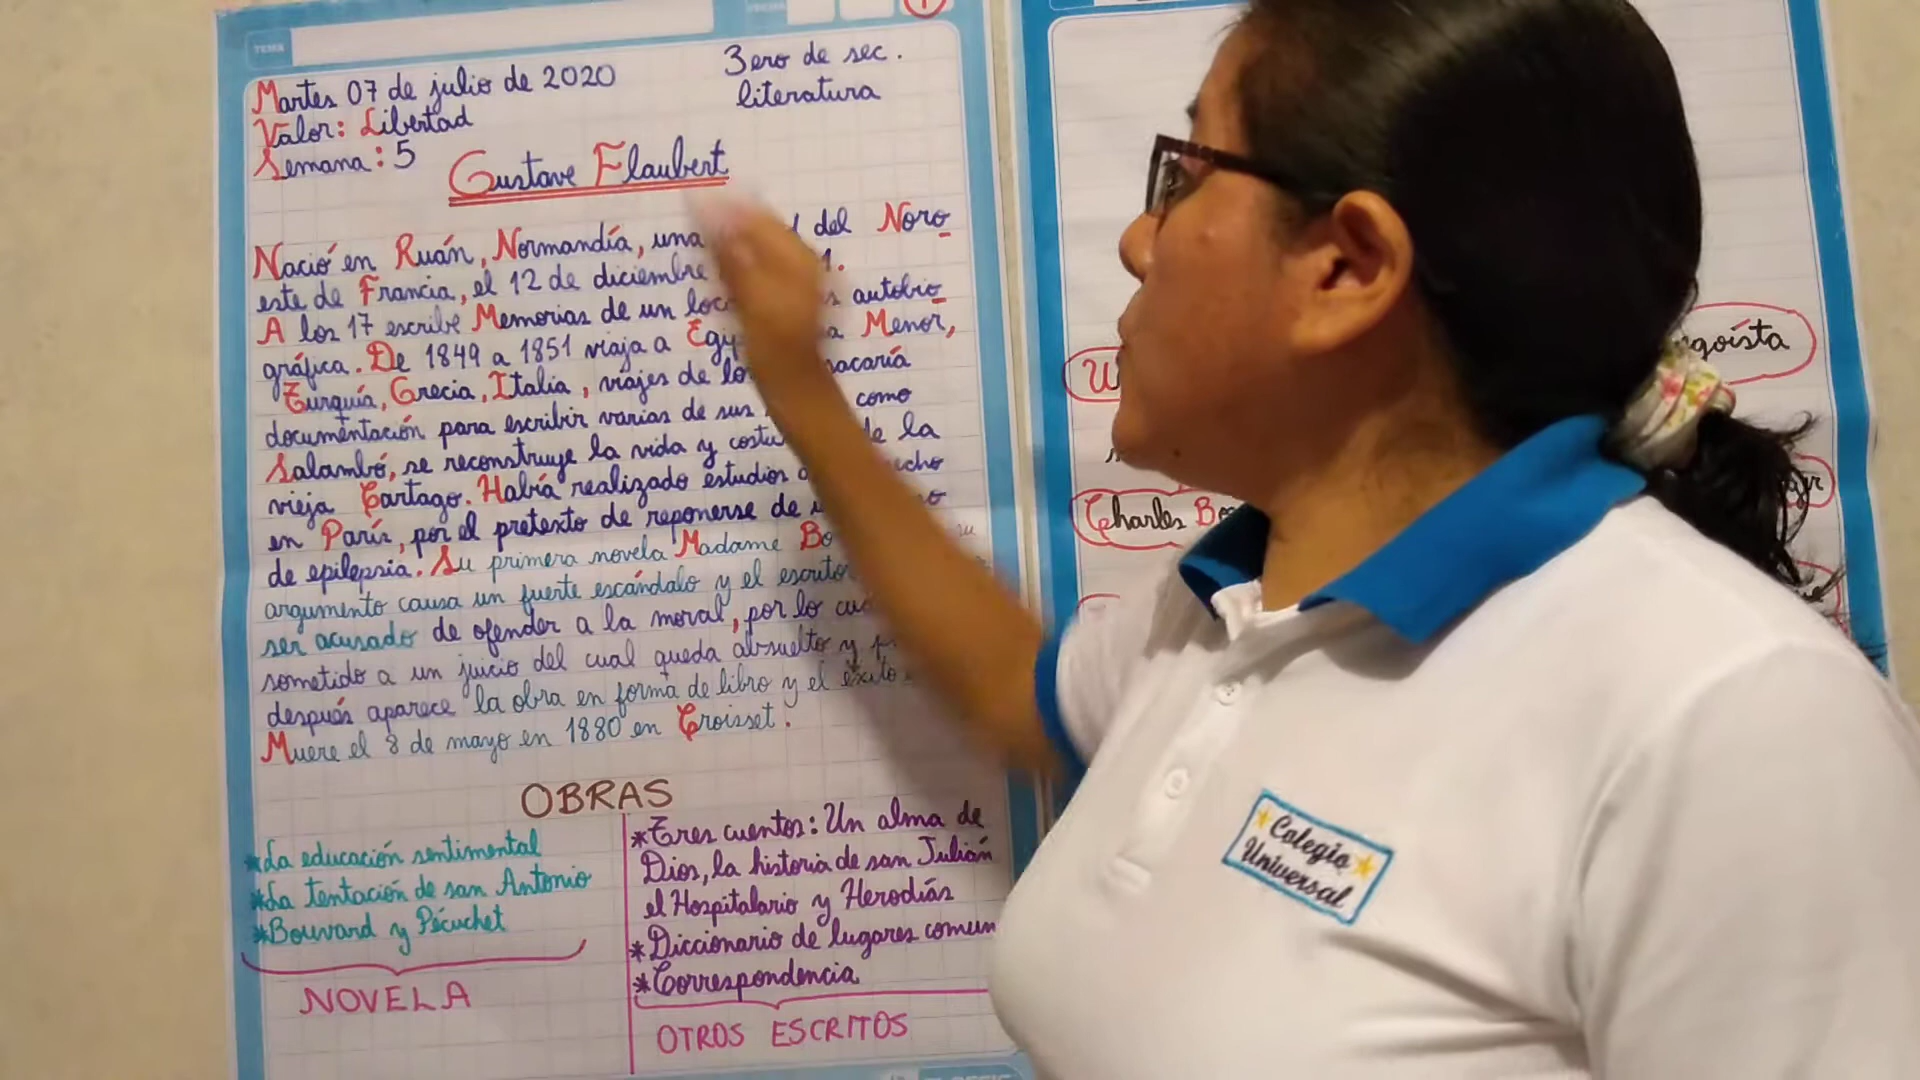 TEMA
FECHA
Martes 07 de julio de 2020
3ero de sec.
Valor: Libertad
literatura
Semana: 5
Gustave Flaubert
Nació en Ruán, Normandía, una del Noro
este de Francia, el 12 de diciembre 1.
A los 17 escribe Memorias de un autobio
gráfica. De 1849 a 1851 viaja a Menor,
Turquía, Grecia, Italia, viajes de
documentación para escribir varias de sus como
Salambó, se reconstruye la vida y la
vieja Cartago. Había realizado estudios
en París, por el pretexto de reponerse de
de epilepsia. Su primera novela Madame su
argumento causa un fuerte escándalo y el
ser acusado de ofender a la moral, por lo
sometido a un juicio del cual queda absuelto y
después aparece la obra en forma de libro y el éxito
Muere el 8 de mayo en 1880 en Croisset.
OBRAS
*La educación sentimental
*La tentación de san Antonio
*Bouvard y Pécuchet
NOVELA
*Tres cuentos: Un alma de
Dios, la historia de san Julián
el Hospitalario y Herodías
*Diccionario de lugares comun
*Correspondencia
OTROS ESCRITOS
Charles
Colegio
Universal